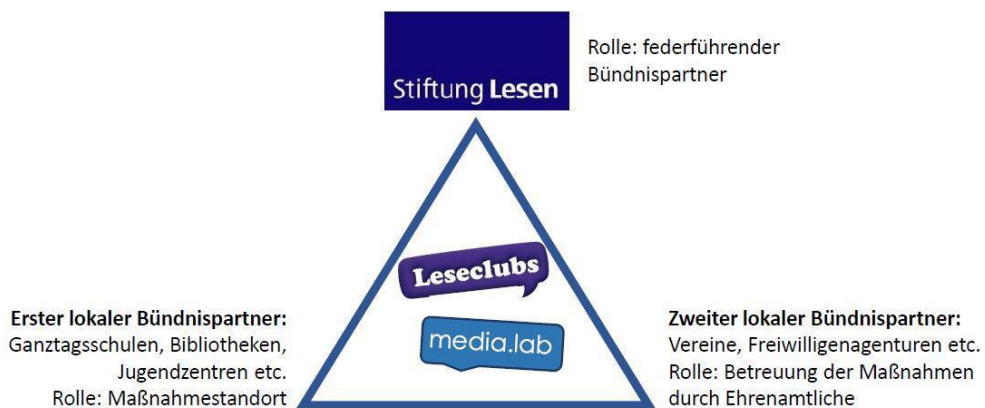 Stiftung Lesen
Rolle: federführender
Bündnispartner
Leseclubs
media.lab
Erster lokaler Bündnispartner:
Ganztagsschulen, Bibliotheken,
Jugendzentren etc.
Rolle: Maßnahmestandort
Zweiter lokaler Bündnispartner:
Vereine, Freiwilligenagenturen etc.
Rolle: Betreuung der Maßnahmen
durch Ehrenamtliche